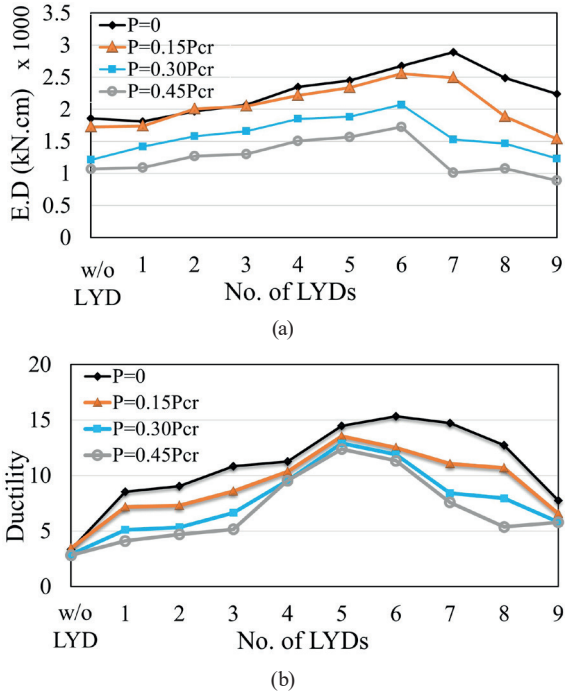 E.D (kN.cm) x 1000
3.5
3
2.5
2
1.5
1
0.5
0
P=0
P=0.15Pcr
P=0.30Pcr
P=0.45Pcr
w/o LYD 1 2 3 4 5 6 7 8 9
No. of LYDs
(a)
Ductility
20
15
10
5
0
P=0
P=0.15Pcr
P=0.30Pcr
P=0.45Pcr
w/o LYD 1 2 3 4 5 6 7 8 9
No. of LYDs
(b)